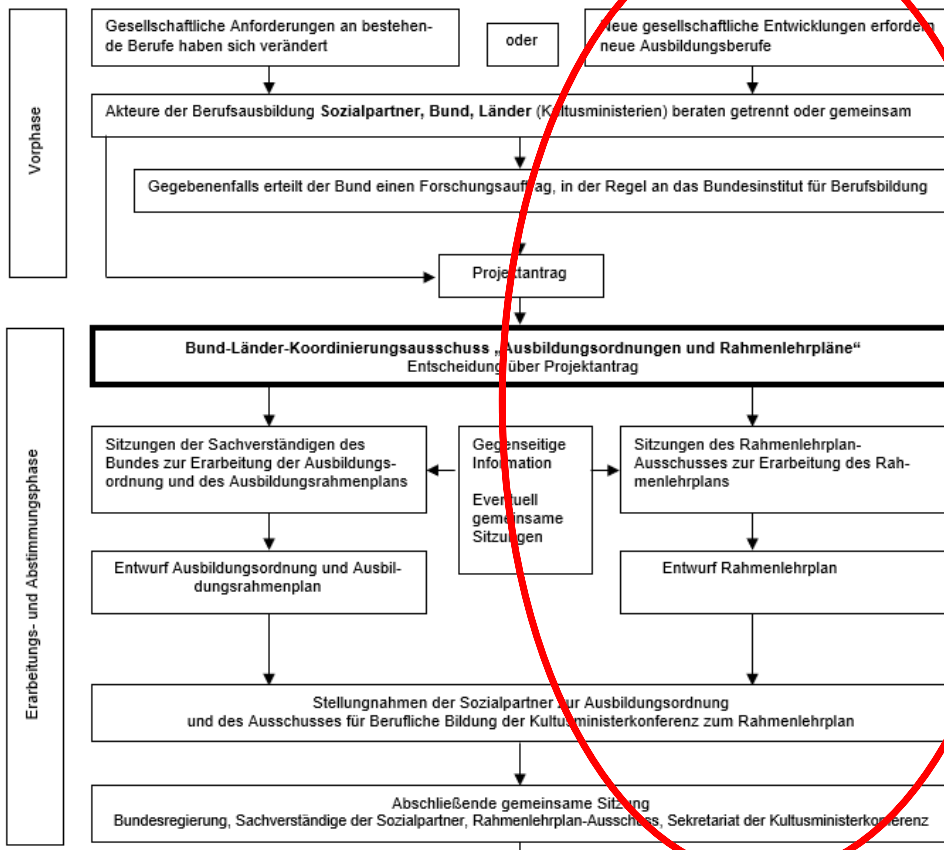 Vorphase
Gesellschaftliche Anforderungen an bestehen-
de Berufe haben sich verändert
oder
Neue gesellschaftliche Entwicklungen erfordern
neue Ausbildungsberufe
Akteure der Berufsausbildung Sozialpartner, Bund, Länder (Kultusministerien) beraten getrennt oder gemeinsam
Gegebenenfalls erteilt der Bund einen Forschungsauftrag, in der Regel an das Bundesinstitut für Berufsbildung
Projektantrag
Erarbeitungs- und Abstimmungsphase
Bund-Länder-Koordinierungsausschuss „Ausbildungsordnungen und Rahmenlehrpläne“
Entscheidung über Projektantrag
Sitzungen der Sachverständigen des
Bundes zur Erarbeitung der Ausbildungs-
ordnung und des Ausbildungsrahmenplans
Gegenseitige
Information
Eventuell
gemeinsame
Sitzungen
Sitzungen des Rahmenlehrplan-
Ausschusses zur Erarbeitung des Rah-
menlehrplans
Entwurf Ausbildungsordnung und Ausbil-
dungsrahmenplan
Entwurf Rahmenlehrplan
Stellungnahmen der Sozialpartner zur Ausbildungsordnung
und des Ausschusses für Berufliche Bildung der Kultusministerkonferenz zum Rahmenlehrplan
Abschließende gemeinsame Sitzung
Bundesregierung, Sachverständige der Sozialpartner, Rahmenlehrplan-Ausschuss, Sekretariat der Kultusministerkonferenz